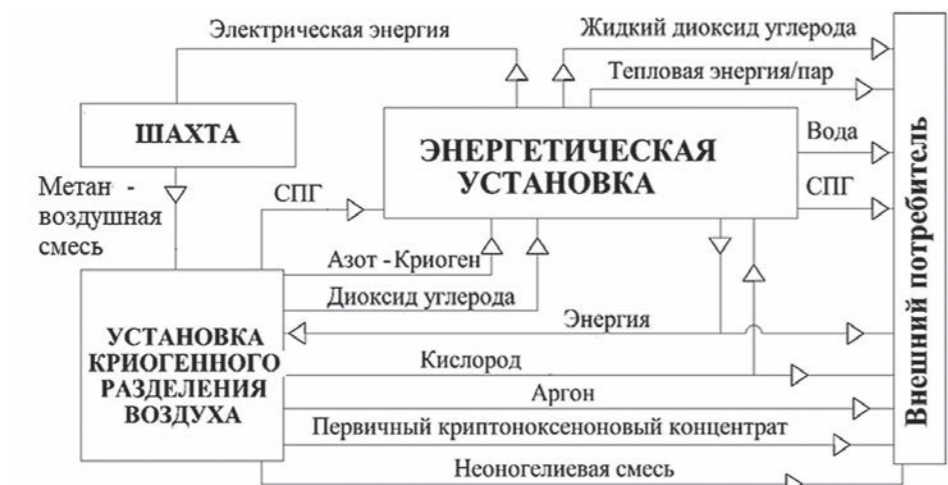 Электрическая энергия
Жидкий диоксид углерода
Тепловая энергия/пар
ШАХТА
ЭНЕРГЕТИЧЕСКАЯ
УСТАНОВКА
Вода
СПГ
Метан -
воздушная
смесь
СПГ
Азот - Криоген
Диоксид углерода
УСТАНОВКА
КРИОГЕННОГО
РАЗДЕЛЕНИЯ
ВОЗДУХА
Энергия
Кислород
Аргон
Первичный криптоноксеноновый концентрат
Неоногелиевая смесь
Внешний потребитель